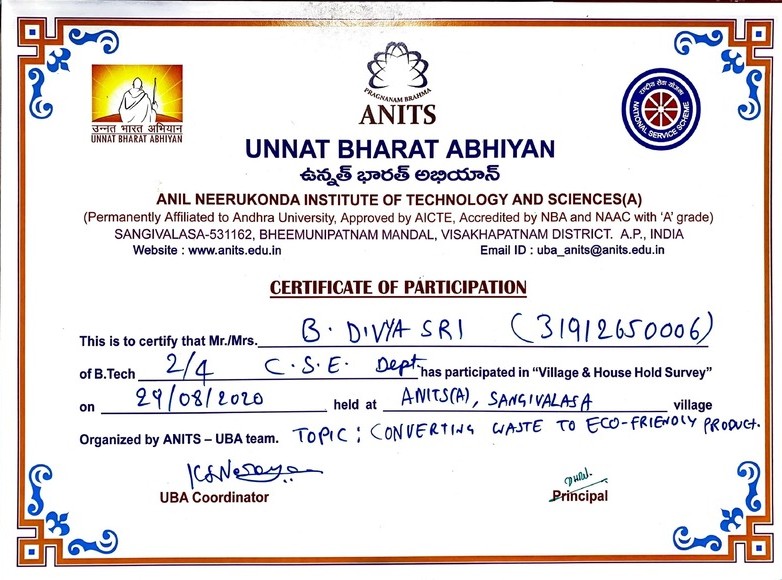 उन्नत भारत अभियान
UNNAT BHARAT ABHIYAN
PRAGNANAM BRAHMA
ANITS
राष्ट्रीय सेवा योजना
NATIONAL SERVICE SCHEME
UNNAT BHARAT ABHIYAN
ఉన్నత్ భారత్ అభియాన్
ANIL NEERUKONDA INSTITUTE OF TECHNOLOGY AND SCIENCES(A)
(Permanently Affiliated to Andhra University, Approved by AICTE, Accredited by NBA and NAAC with 'A' grade)
SANGIVALASA-531162, BHEEMUNIPATNAM MANDAL, VISAKHAPATNAM DISTRICT. A.P., INDIA
Website : www.anits.edu.in Email ID : uba_anits@anits.edu.in
CERTIFICATE OF PARTICIPATION
This is to certify that Mr./Mrs. B. DIVYA SRI (31912650006)
of B.Tech 2/4 C.S.E. Dept. has participated in "Village & House Hold Survey"
on 29/08/2020 held at ANITS(A), SANGIVALASA village
Organized by ANITS – UBA team. TOPIC : CONVERTING WASTE TO ECO-FRIENDLY PRODUCT.
UBA Coordinator Principal